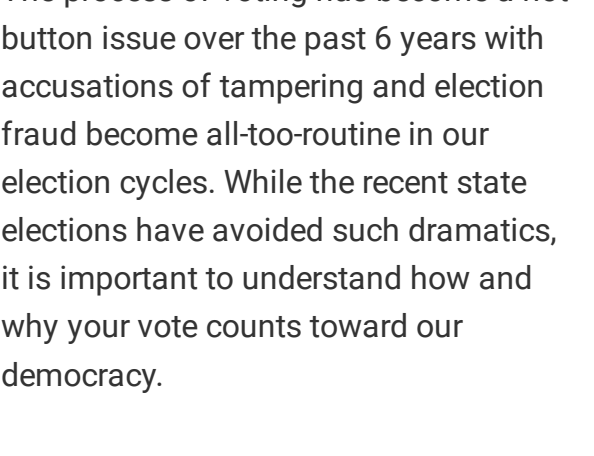 The process of voting has become a hot
button issue over the past 6 years with
accusations of tampering and election
fraud become all-too-routine in our
election cycles. While the recent state
elections have avoided such dramatics,
it is important to understand how and
why your vote counts toward our
democracy.